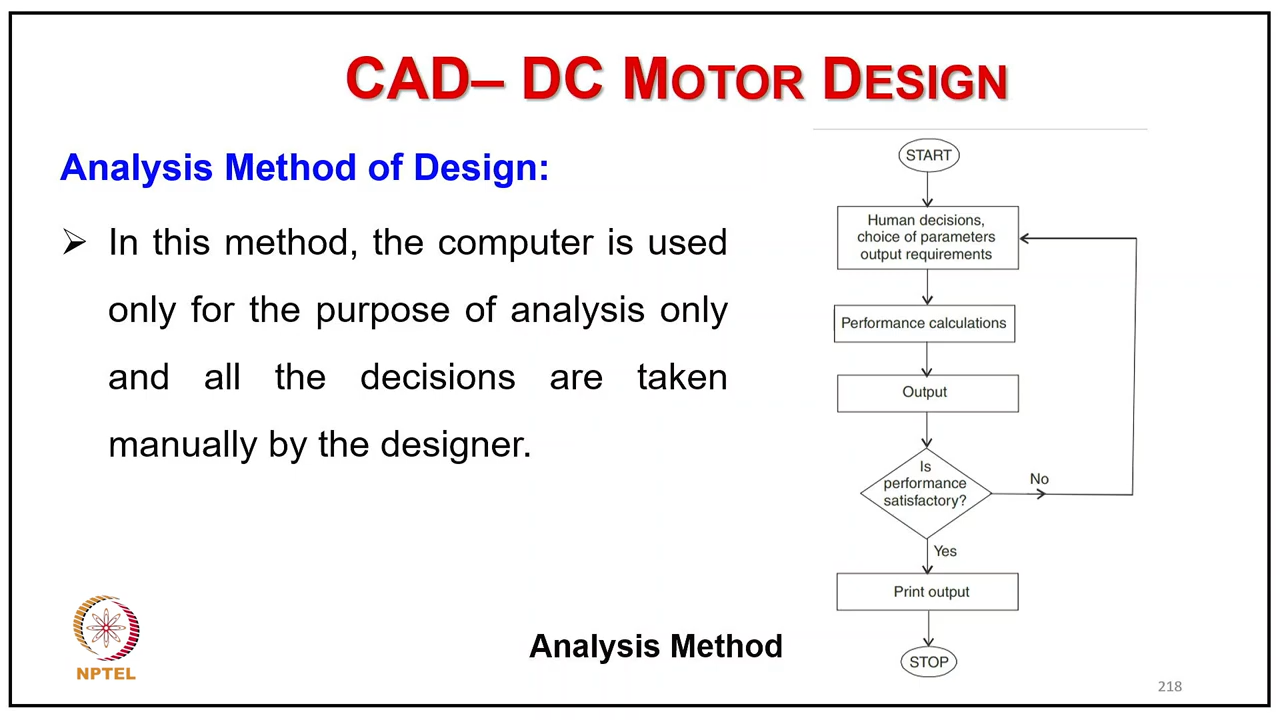 CAD– DC MOTOR DESIGN
Analysis Method of Design:
➢ In this method, the computer is used
only for the purpose of analysis only
and all the decisions are taken
manually by the designer.
START
Human decisions,
choice of parameters
output requirements
Performance calculations
Output
Is
performance
satisfactory?
No
Yes
Print output
STOP
Analysis Method
NPTEL
218